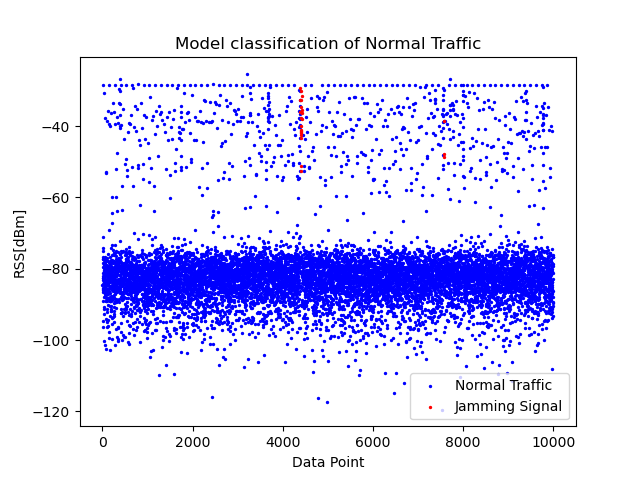 Model classification of Normal Traffic
RSS[dBm]
−40
−60
−80
−100
−120
0
2000
4000
6000
8000
10000
Data Point
Normal Traffic
Jamming Signal